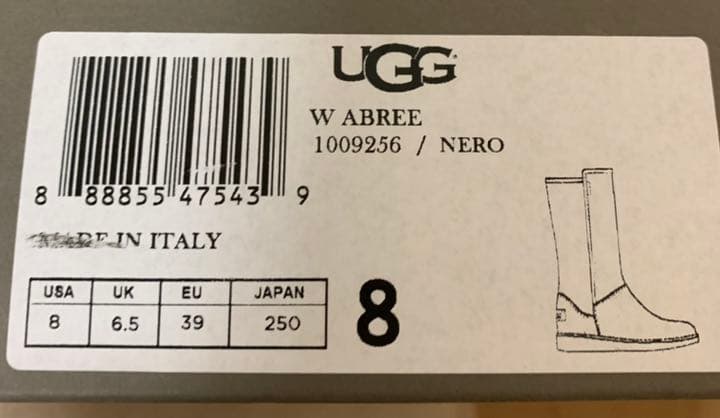 UGG
W ABREE
1009256 / NERO
8 88855 47543 9
DE IN ITALY
USA UK EU JAPAN
8 6.5 39 250
8